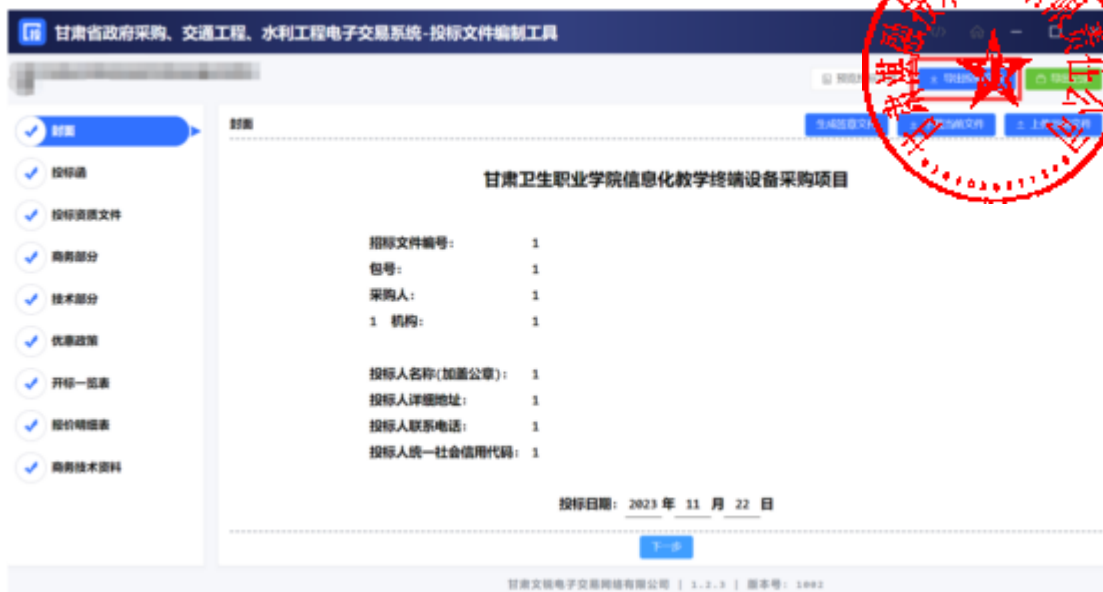 甘肃省政府采购、交通工程、水利工程电子交易系统-投标文件编制工具
封面
投标函
投标资质文件
商务部分
技术部分
优惠政策
开标一览表
报价明细表
商务技术资料
封面
生成签章文件
甘肃卫生职业学院信息化教学终端设备采购项目
招标文件编号： 1
包号： 1
采购人： 1
1 机构： 1
投标人名称(加盖公章)： 1
投标人详细地址： 1
投标人联系电话： 1
投标人统一社会信用代码： 1
投标日期： 2023 年 11 月 22 日
下一步
甘肃文锐电子交易网络有限公司 | 1.2.3 | 版本号: 1002